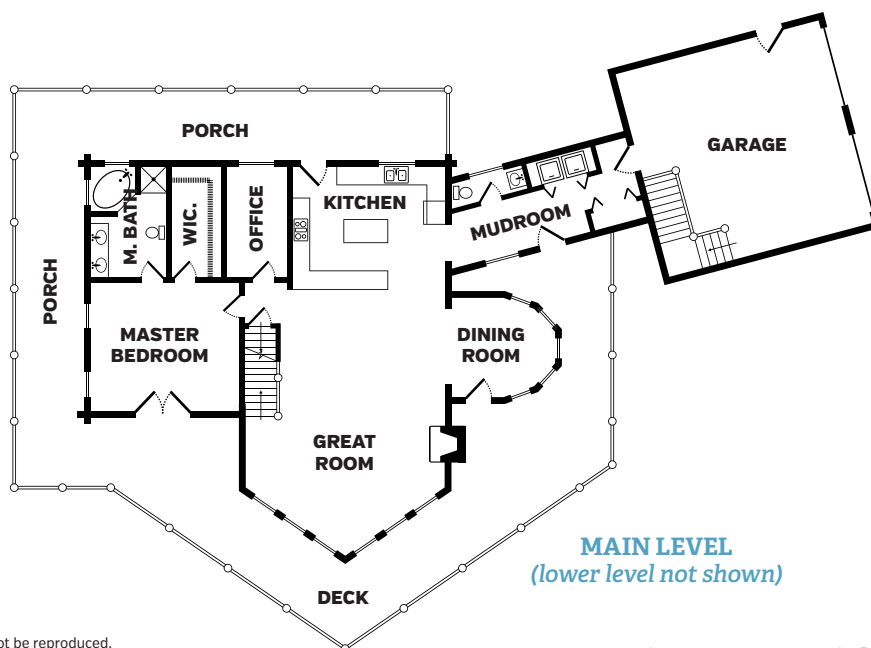 PORCH
GARAGE
KITCHEN
M. BATH
WIC.
OFFICE
MUDROOM
PORCH
MASTER
BEDROOM
DINING
ROOM
GREAT
ROOM
MAIN LEVEL
(lower level not shown)
DECK
be reproduced.